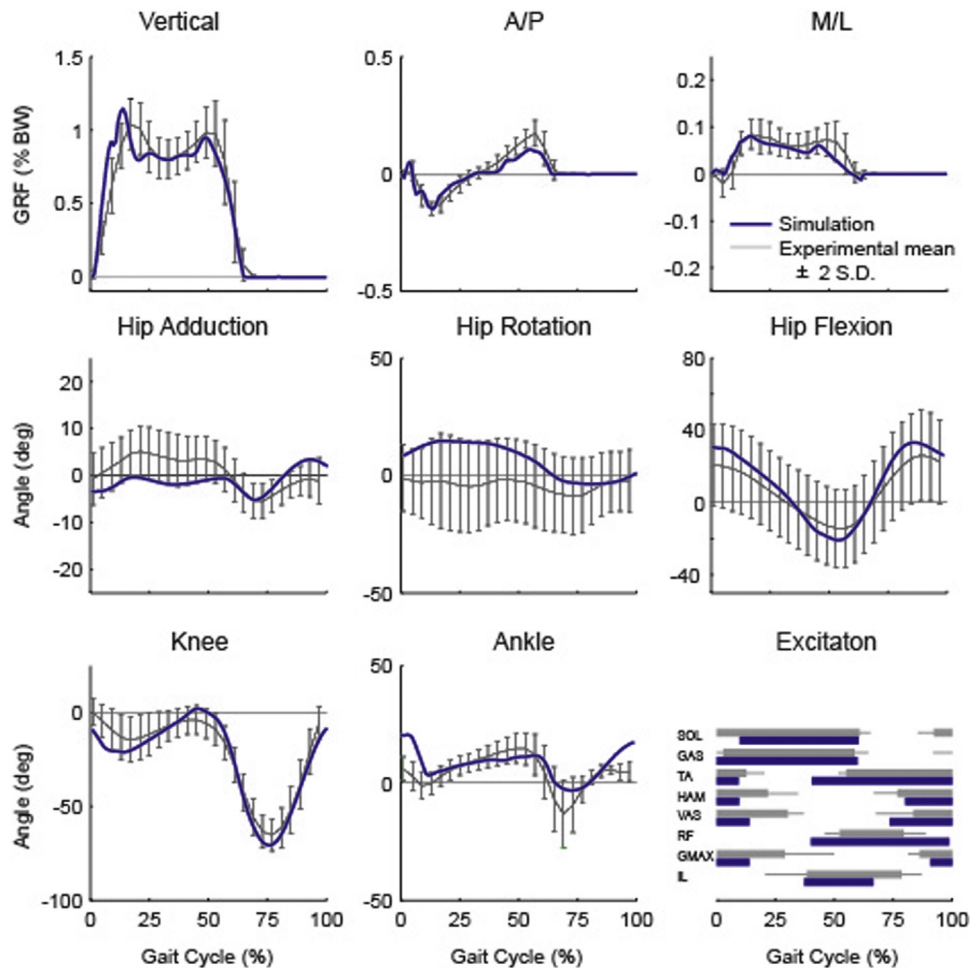 Vertical
A/P
M/L
GRF (% BW)
1.5
1
0.5
0
0.5
0
-0.5
0.2
0.1
0
-0.1
-0.2
Simulation
Experimental mean
± 2 S.D.
Hip Adduction
Hip Rotation
Hip Flexion
Angle (deg)
20
10
0
-10
-20
50
0
-50
80
40
0
-40
Knee
Ankle
Excitaton
Angle (deg)
0
-50
-100
50
0
-50
SOL
GAS
TA
HAM
VAS
RF
GMAX
IL
0 25 50 75 100
0 25 50 75 100
0 25 50 75 100
Gait Cycle (%)
Gait Cycle (%)
Gait Cycle (%)